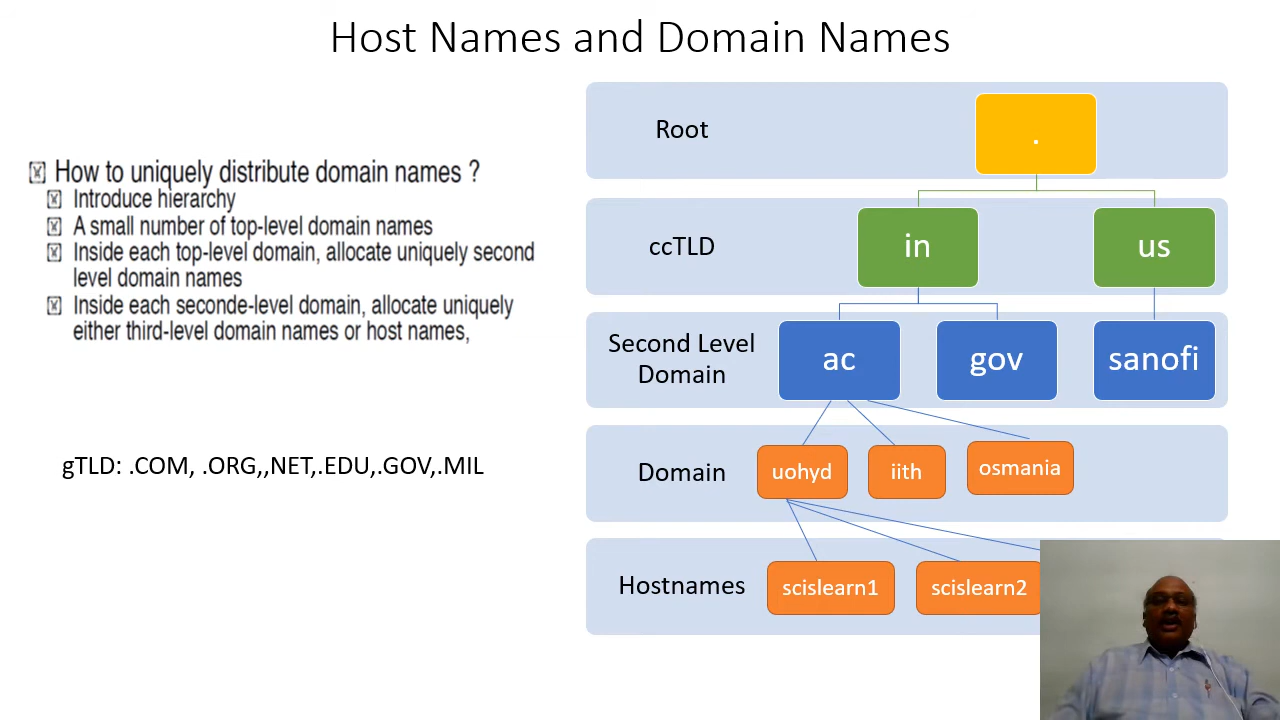 Host Names and Domain Names
How to uniquely distribute domain names ?
Introduce hierarchy
A small number of top-level domain names
Inside each top-level domain, allocate uniquely second
level domain names
Inside each seconde-level domain, allocate uniquely
either third-level domain names or host names,
gTLD: .COM, .ORG,,NET,.EDU,.GOV,.MIL
Root
.
ccTLD
in
us
Second Level
Domain
ac
gov
sanofi
Domain
uohyd
iith
osmania
Hostnames
scislearn1
scislearn2